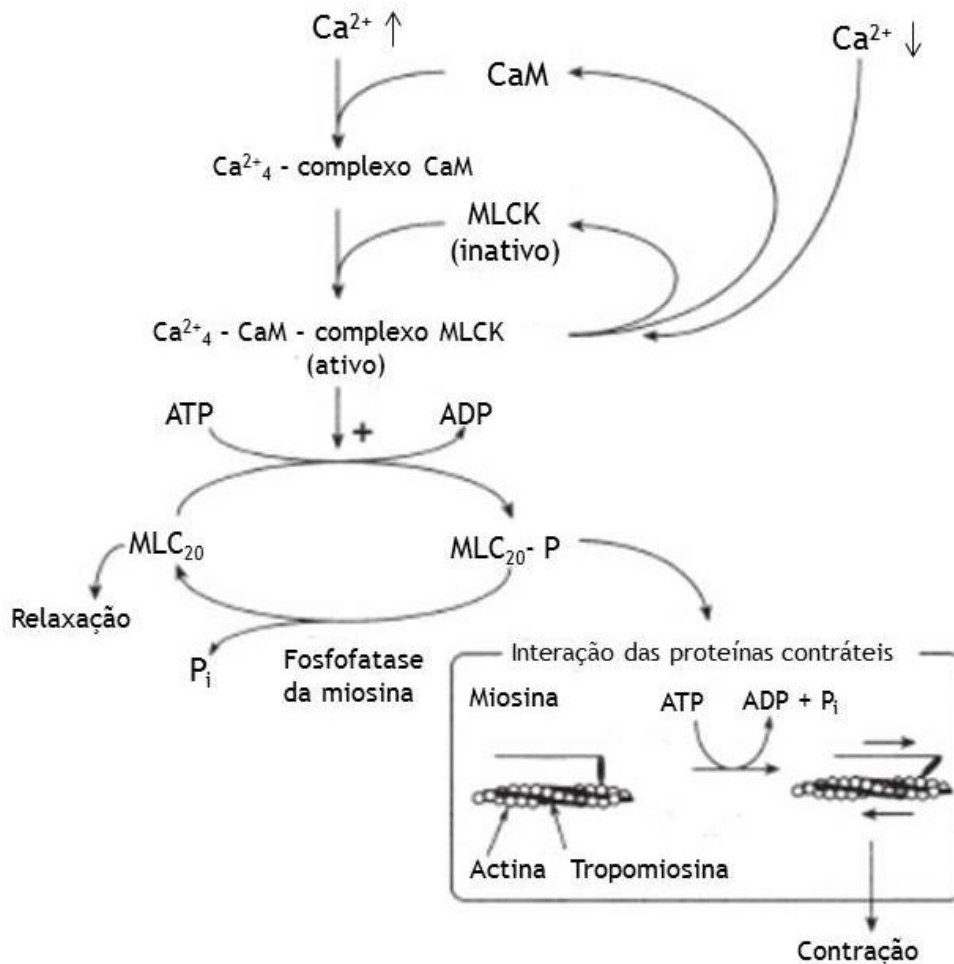 Ca²⁺ ↑
Ca²⁺ ↓
CaM
Ca²⁺₄ - complexo CaM
MLCK
(inativo)
Ca²⁺₄ - CaM - complexo MLCK
(ativo)
ATP
+
ADP
MLC₂₀
MLC₂₀- P
Relaxação
Pᵢ
Fosfofatase
da miosina
Interação das proteínas contráteis
Miosina
ATP
ADP + Pᵢ
Actina
Tropomiosina
Contração